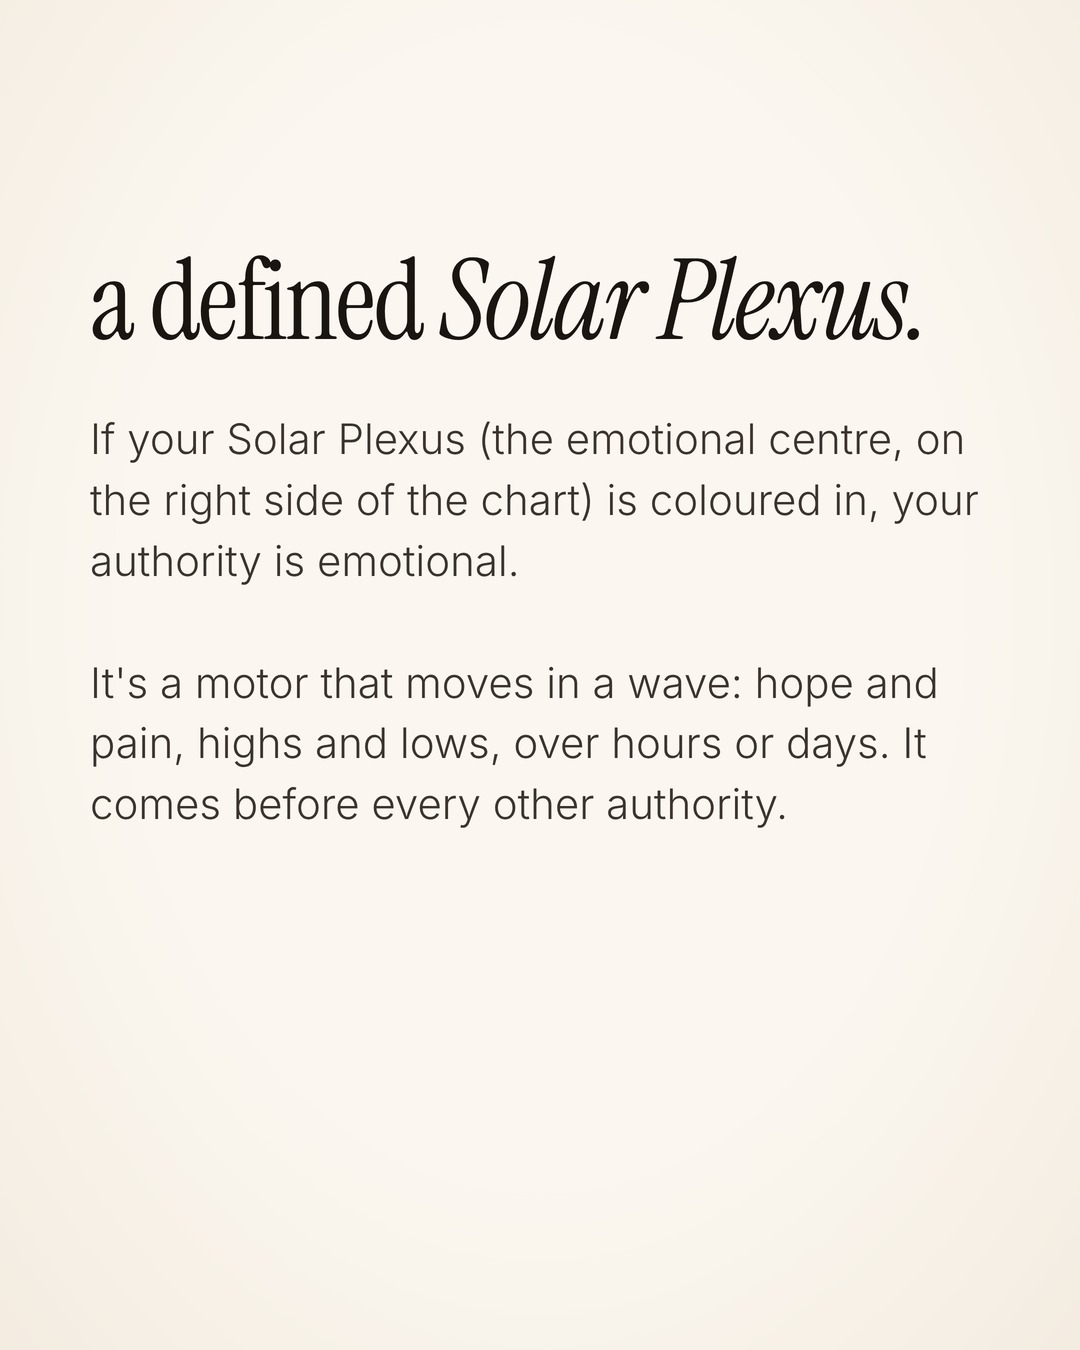 a defined Solar Plexus.
If your Solar Plexus (the emotional centre, on
the right side of the chart) is coloured in, your
authority is emotional.
It's a motor that moves in a wave: hope and
pain, highs and lows, over hours or days. It
comes before every other authority.